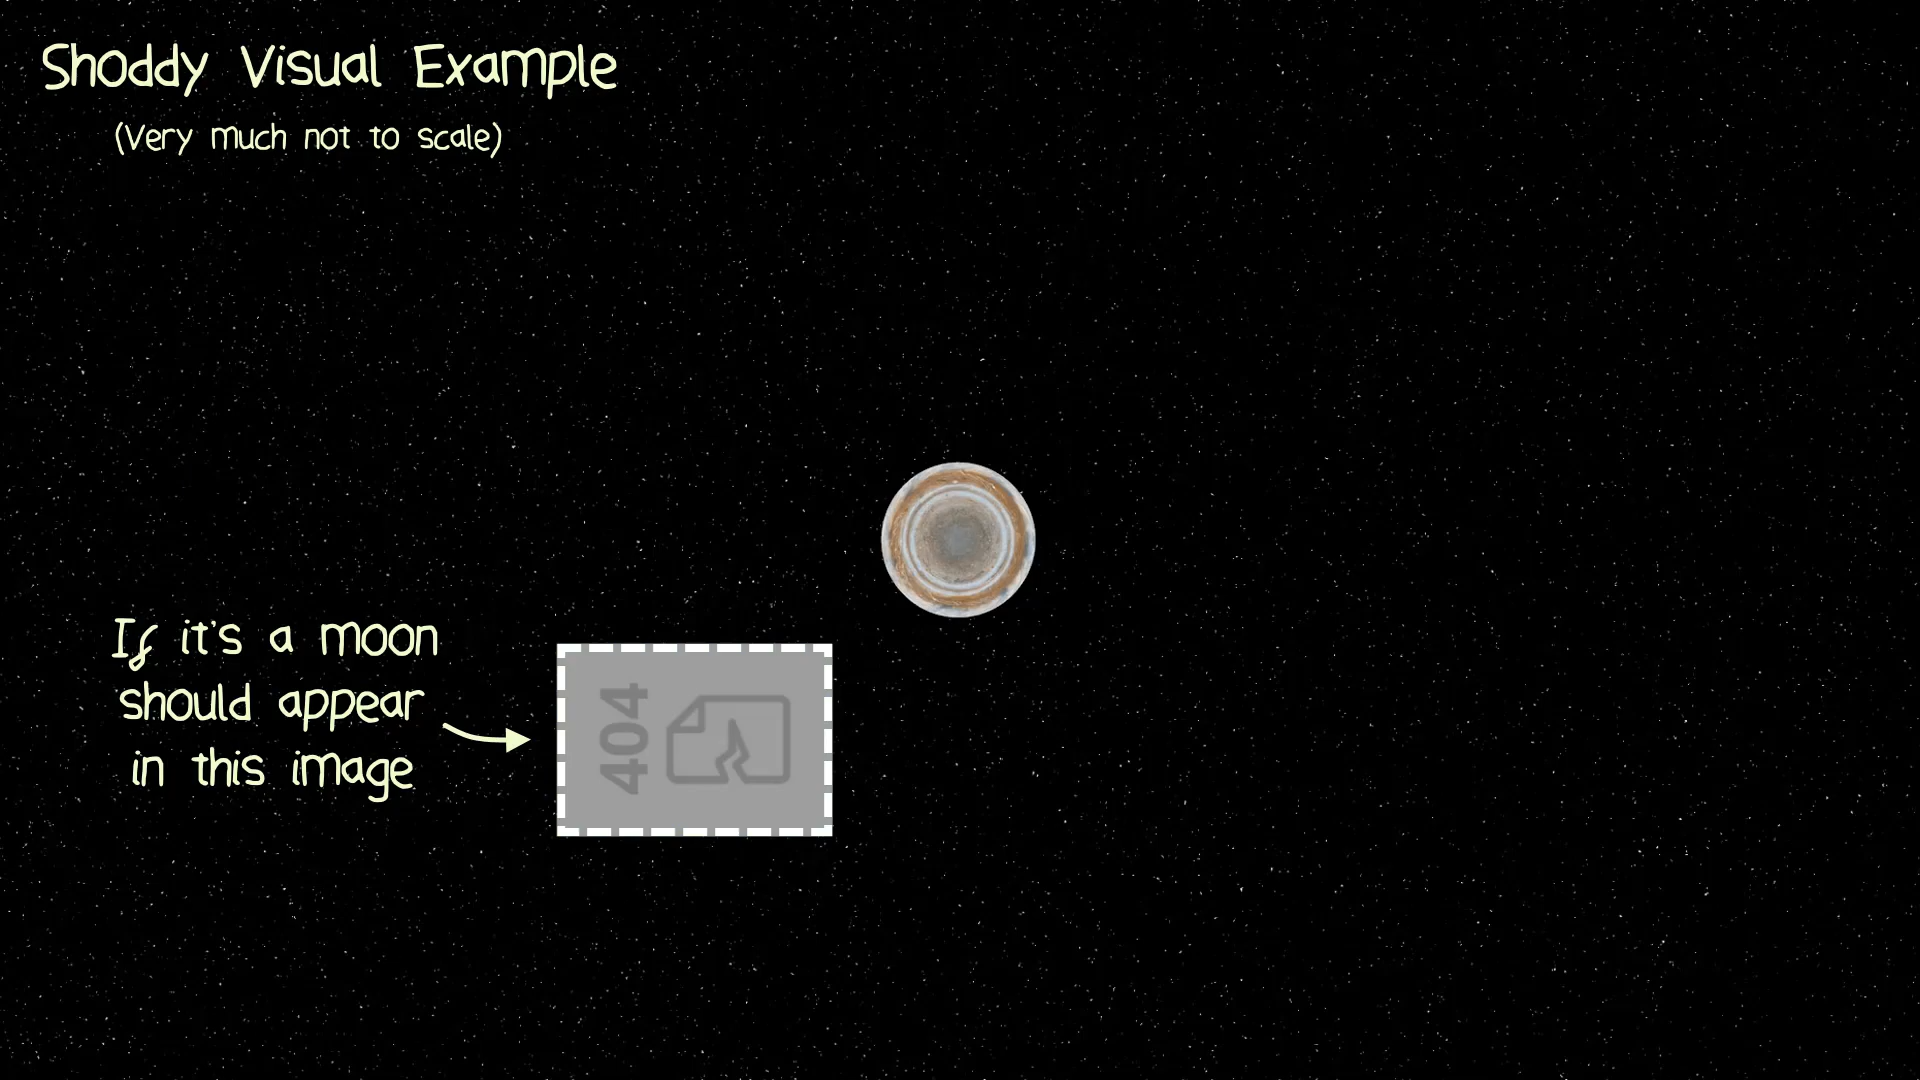 Shoddy Visual Example
(Very much not to scale)
If it's a moon
should appear
in this image
404